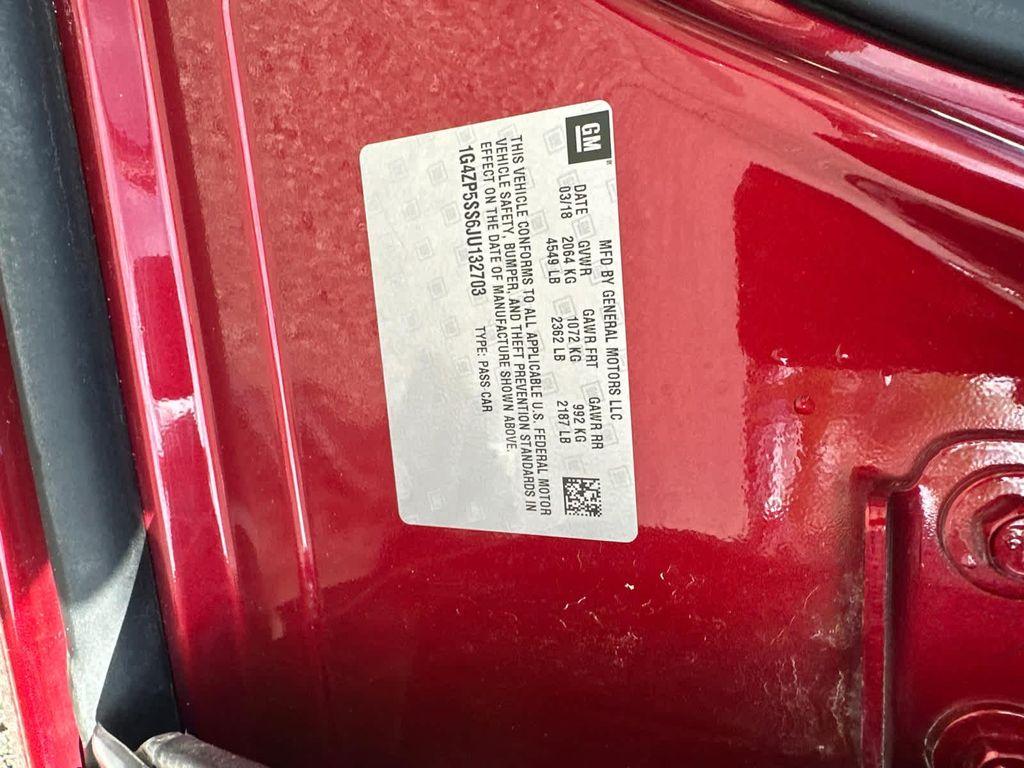 GM
MFD BY GENERAL MOTORS LLC
DATE GVWR GAWR FRT GAWR RR
03/18 2064 KG 1072 KG 992 KG
4549 LB 2362 LB 2187 LB
THIS VEHICLE CONFORMS TO ALL APPLICABLE U.S. FEDERAL MOTOR
VEHICLE SAFETY, BUMPER, AND THEFT PREVENTION STANDARDS IN
EFFECT ON THE DATE OF MANUFACTURE SHOWN ABOVE.
1G4ZP5SS6JU132703 TYPE: PASS CAR